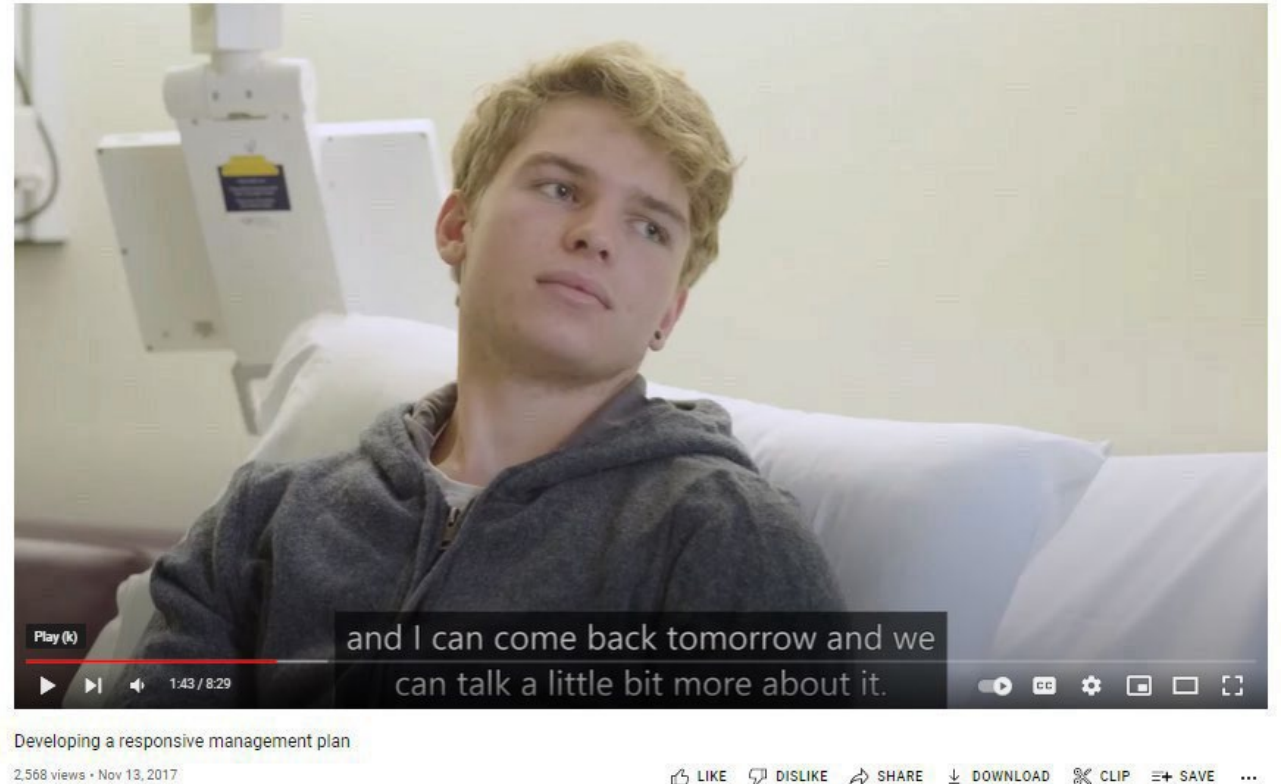 Play (k)
and I can come back tomorrow and we
can talk a little bit more about it.
1:43 / 8:29
CC
Developing a responsive management plan
2,568 views • Nov 13, 2017
LIKE DISLIKE SHARE DOWNLOAD CLIP SAVE ...